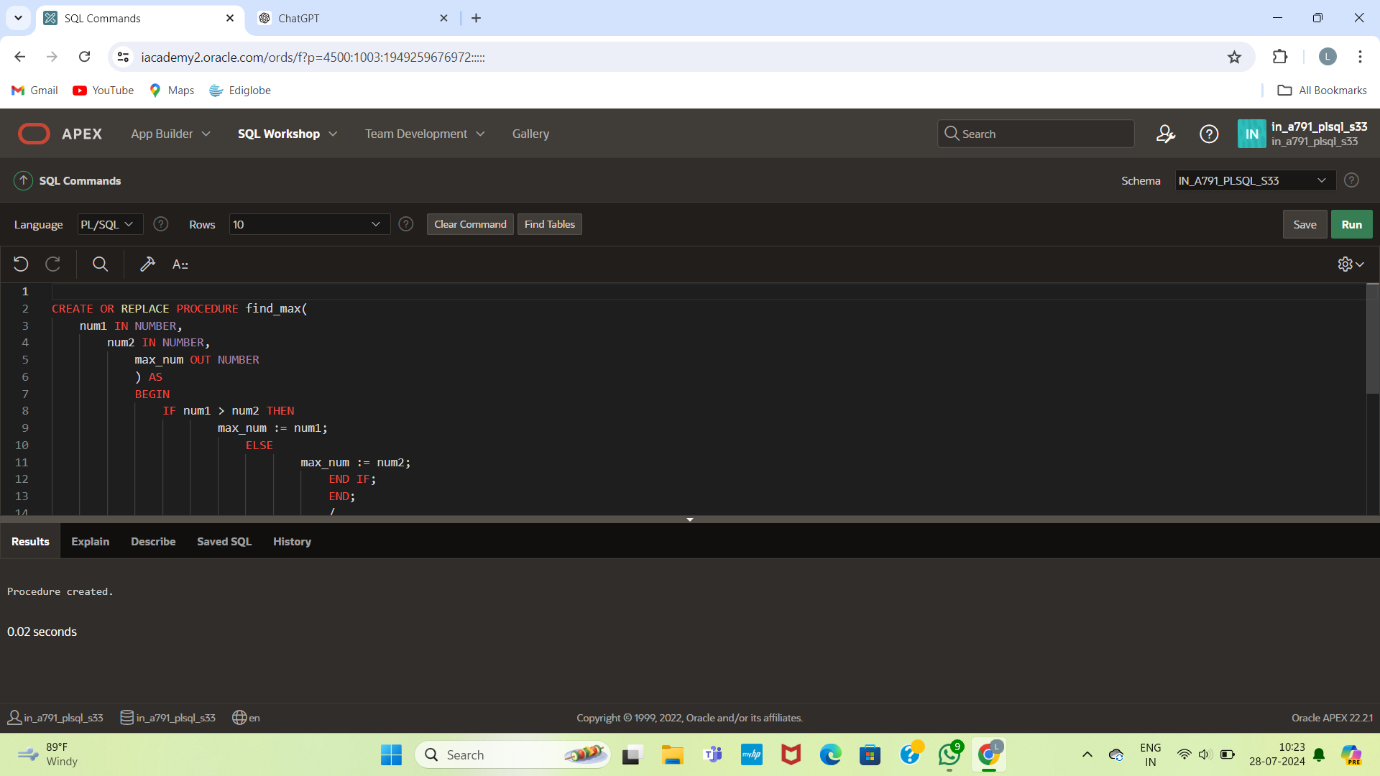 SQL Commands
ChatGPT
iacademy2.oracle.com/ords/f?p=4500:1003:1949259676972:::::
L
Gmail YouTube Maps Ediglobe All Bookmarks
APEX App Builder SQL Workshop Team Development Gallery Search IN in_a791_plsql_s33
in_a791_plsql_s33
SQL Commands Schema IN_A791_PLSQL_S33
Language PL/SQL Rows 10 Clear Command Find Tables Save Run
A::
1
2 CREATE OR REPLACE PROCEDURE find_max(
3 num1 IN NUMBER,
4 num2 IN NUMBER,
5 max_num OUT NUMBER
6 ) AS
7 BEGIN
8 IF num1 > num2 THEN
9 max_num := num1;
10 ELSE
11 max_num := num2;
12 END IF;
13 END;
14 /
Results Explain Describe Saved SQL History
Procedure created.
0.02 seconds
in_a791_plsql_s33 in_a791_plsql_s33 en Copyright © 1999, 2022, Oracle and/or its affiliates. Oracle APEX 22.2.1
89°F
Windy
Search
myhp
9
L
ENG
IN
10:23
28-07-2024
PRE